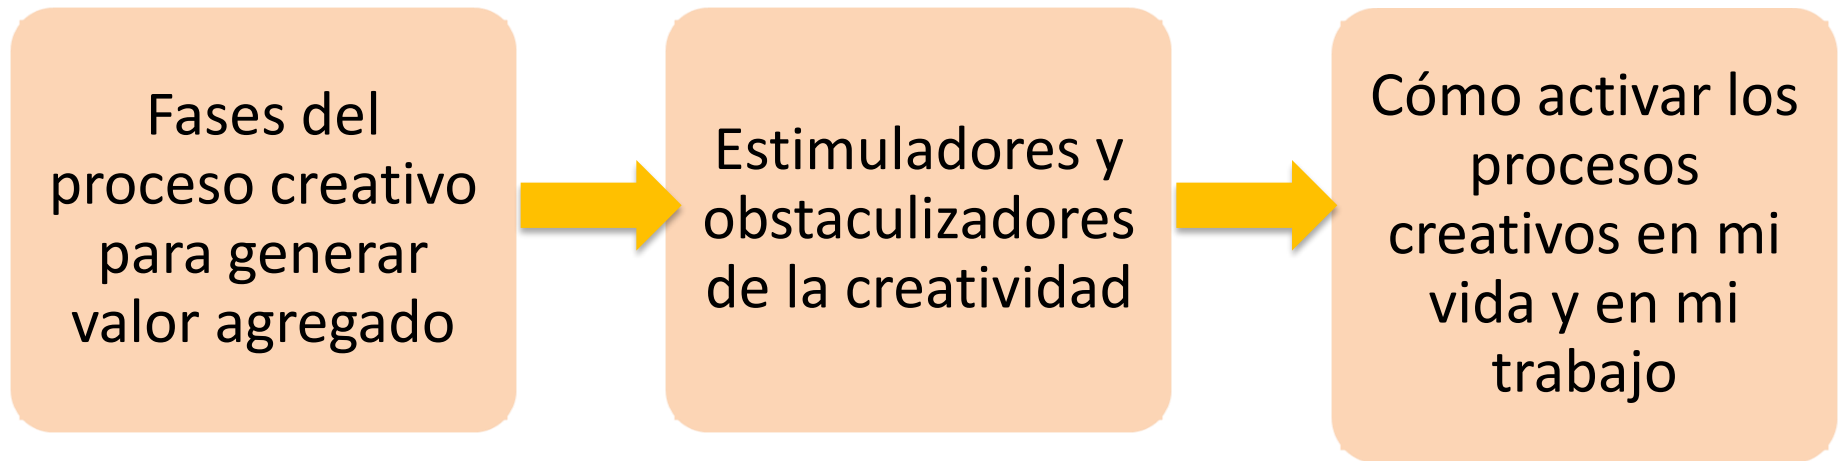 Fases del
proceso creativo
para generar
valor agregado
Estimuladores y
obstaculizadores
de la creatividad
Cómo activar los
procesos
creativos en mi
vida y en mi
trabajo